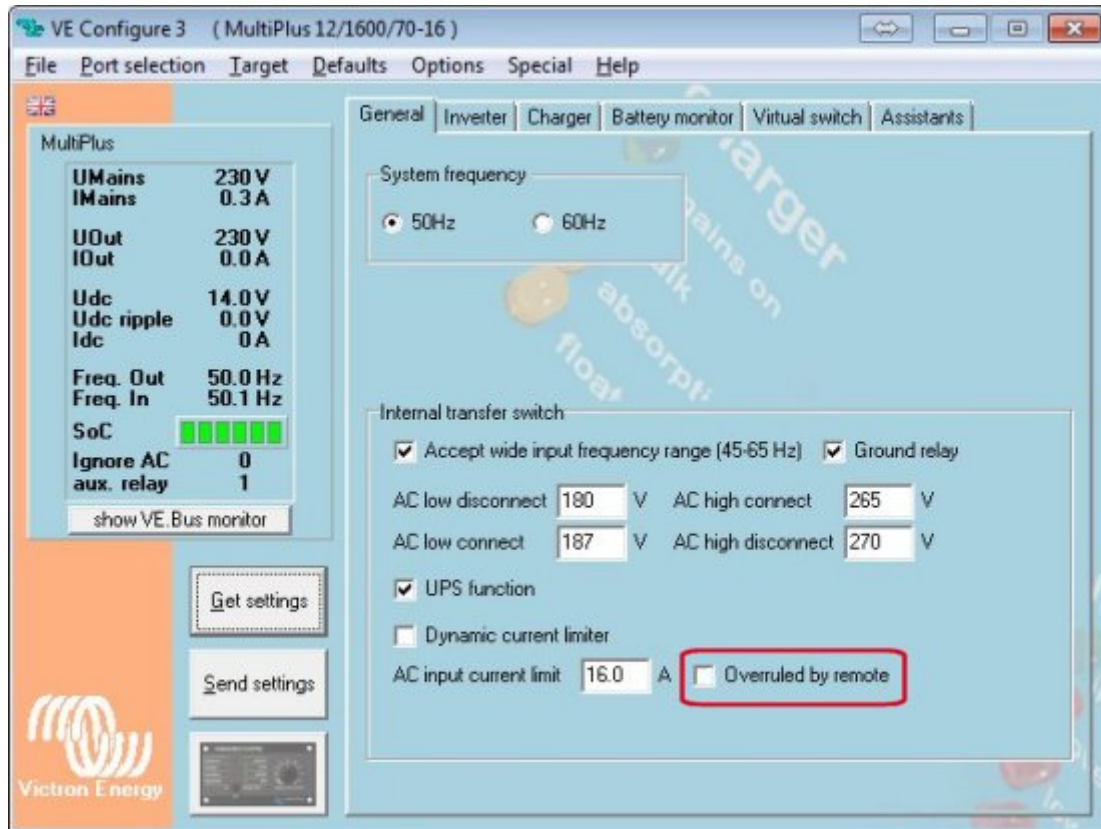 VE Configure 3 ( MultiPlus 12/1600/70-16 )
File Port selection Target Defaults Options Special Help
MultiPlus
UMains 230 V
IMains 0.3 A
UOut 230 V
IOut 0.0 A
Udc 14.0 V
Udc ripple 0.0 V
Idc 0 A
Freq. Out 50.0 Hz
Freq. In 50.1 Hz
SoC
Ignore AC 0
aux. relay 1
show VE.Bus monitor
Get settings
Send settings
Victron Energy
General Inverter Charger Battery monitor Virtual switch Assistants
System frequency
50Hz 60Hz
charger
mains on
bulk
absorpti
float
Internal transfer switch
Accept wide input frequency range (45-65 Hz) Ground relay
AC low disconnect 180 V AC high connect 265 V
AC low connect 187 V AC high disconnect 270 V
UPS function
Dynamic current limiter
AC input current limit 16.0 A Overruled by remote